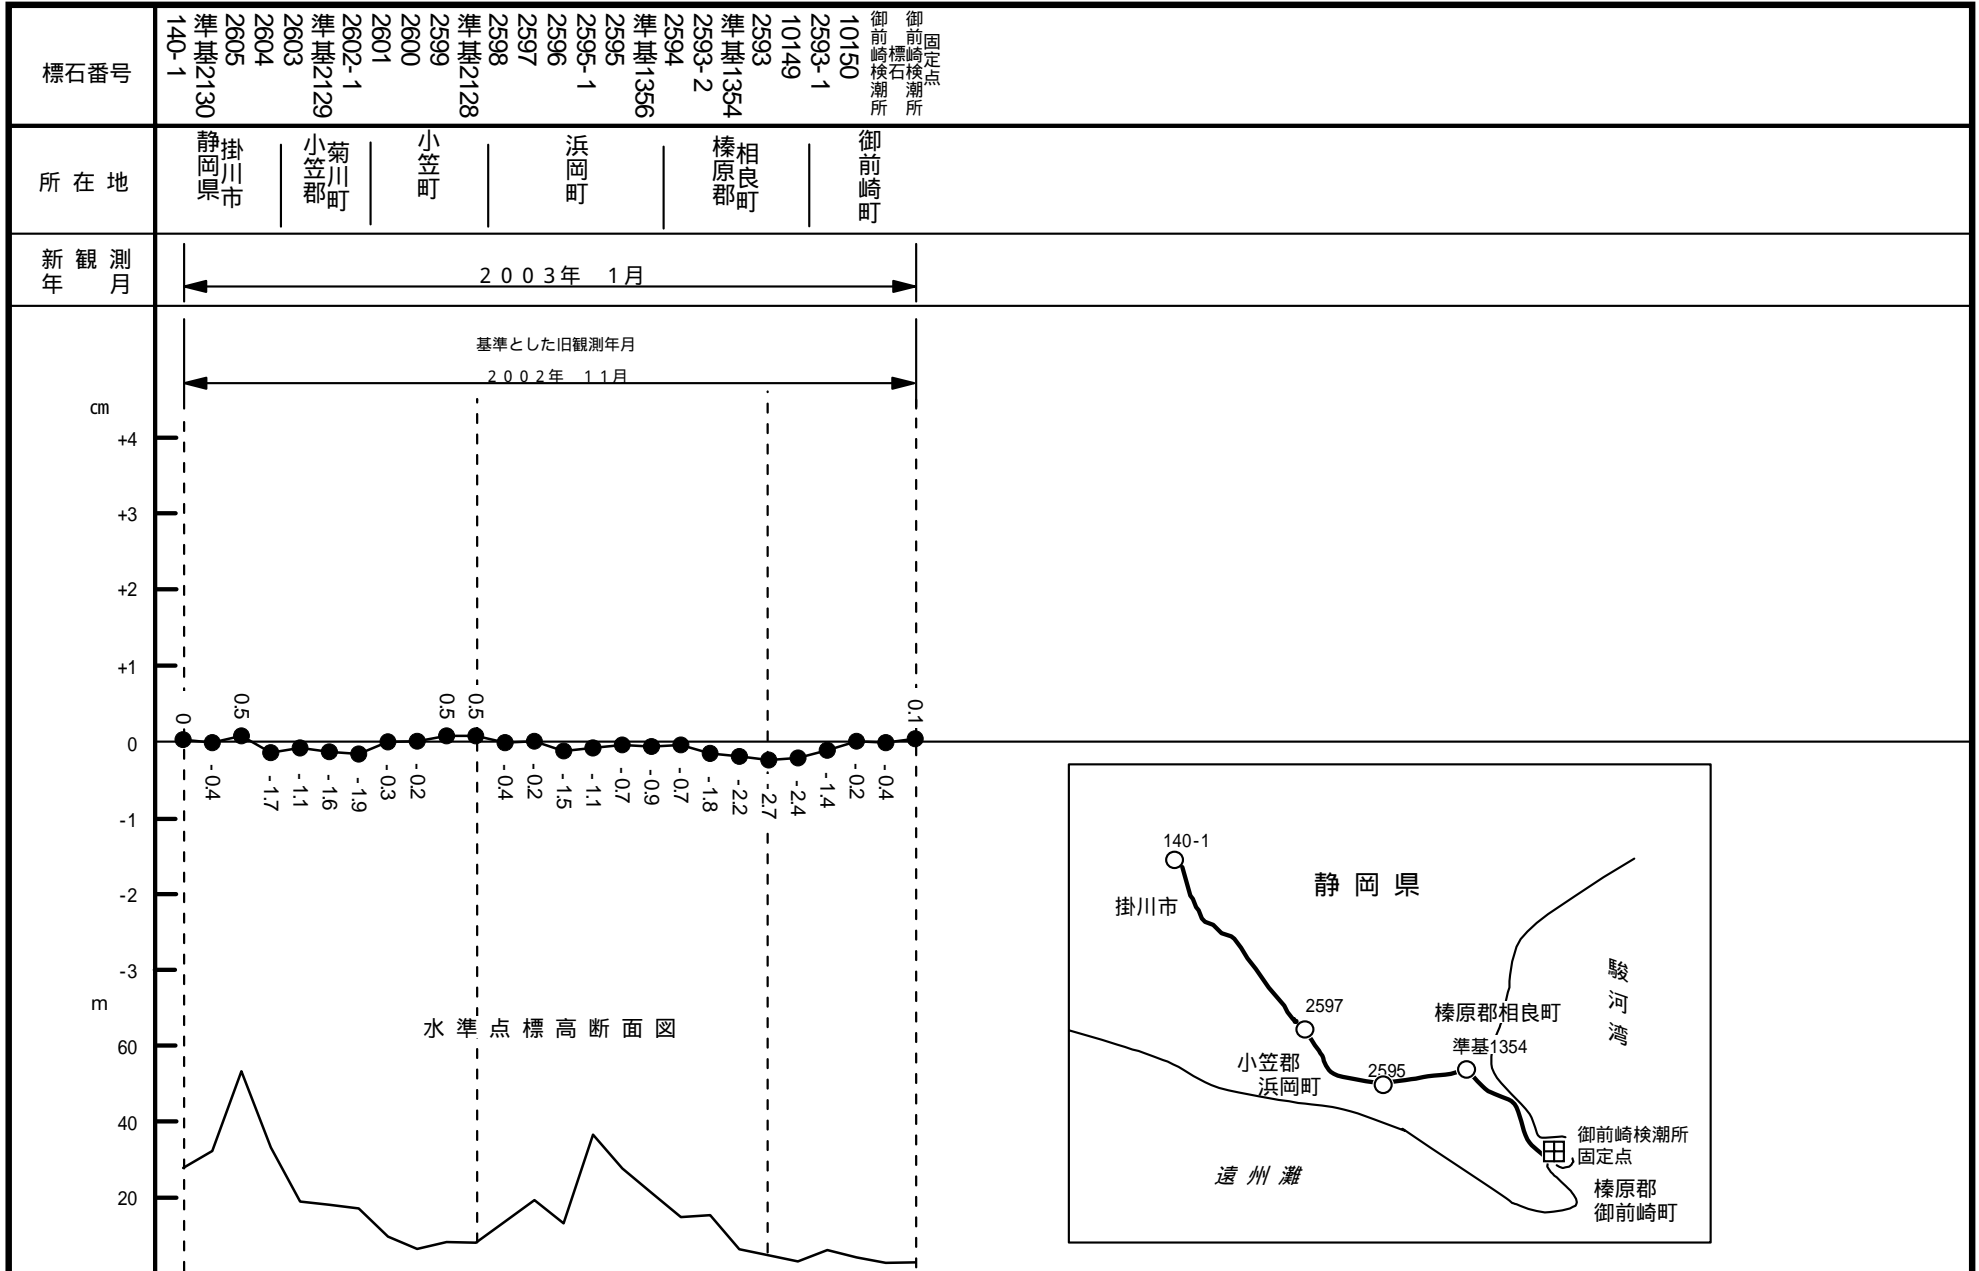 標石番号
140-1
準基2130
2605
2604
2603
準基2129
2602-1
2601
2600
2599
準基2128
2598
2597
2596
2595-1
2595
準基1356
2594
2593-2
準基1354
2593
10149
2593-1
10150
御前崎検潮所
標石
御前崎検潮所
固定点
所 在 地
静岡県
掛川市
小笠郡
菊川町
小笠町
浜岡町
榛原郡
相良町
御前崎町
新 観 測
年 月
2003年 1月
基準とした旧観測年月
2002年 11月
cm
+4
+3
+2
+1
0
-1
-2
-3
0
-0.4
0.5
-1.7
-1.1
-1.6
-1.9
-0.3
-0.2
0.5
0.5
-0.4
-0.2
-1.5
-1.1
-0.7
-0.9
-0.7
-1.8
-2.2
-2.7
-2.4
-1.4
-0.2
-0.4
0.1
m
水準点標高断面図
60
40
20
140-1
静岡県
掛川市
駿河湾
2597
榛原郡相良町
準基1354
小笠郡
浜岡町
2595
御前崎検潮所
固定点
遠州灘
榛原郡
御前崎町